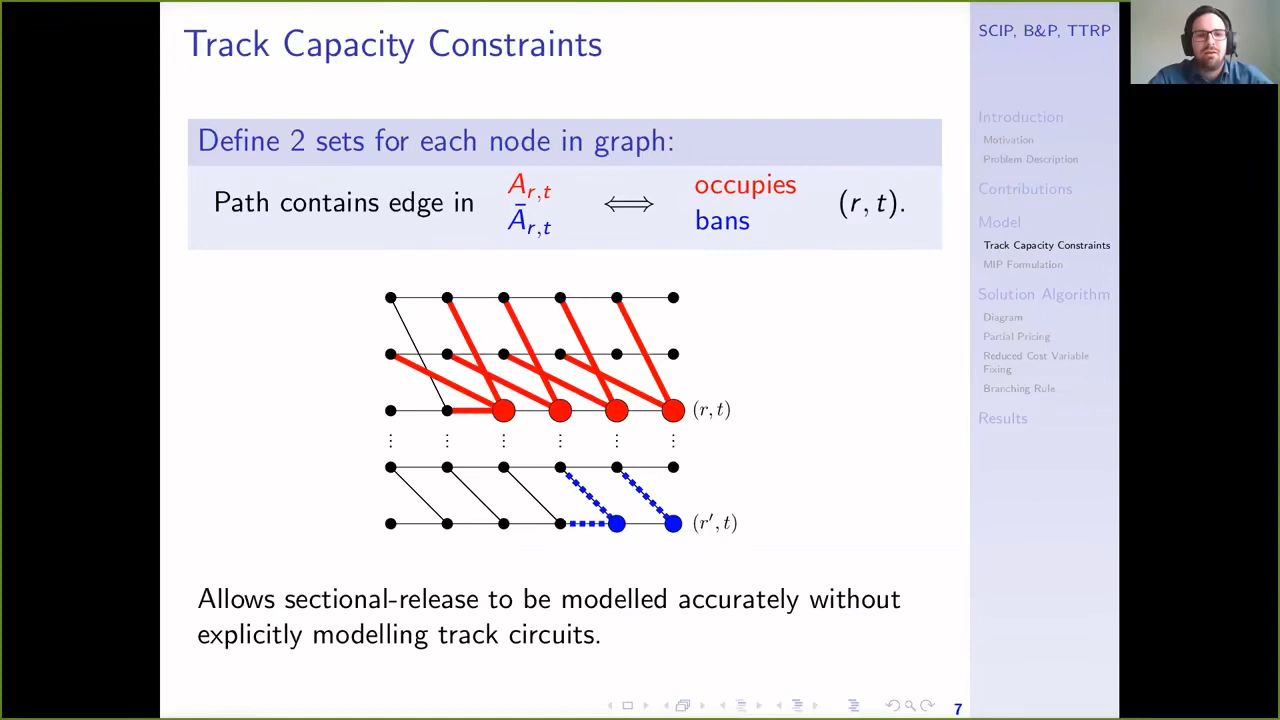 Track Capacity Constraints
Define 2 sets for each node in graph:
Path contains edge in A_{r,t} ⟺ occupies (r, t).
Ā_{r,t} bans
(r, t)
(r′, t)
Allows sectional-release to be modelled accurately without
explicitly modelling track circuits.
SCIP, B&P, TTRP
Introduction
Motivation
Problem Description
Contributions
Model
Track Capacity Constraints
MIP Formulation
Solution Algorithm
Diagram
Partial Pricing
Reduced Cost Variable
Fixing
Branching Rule
Results
7